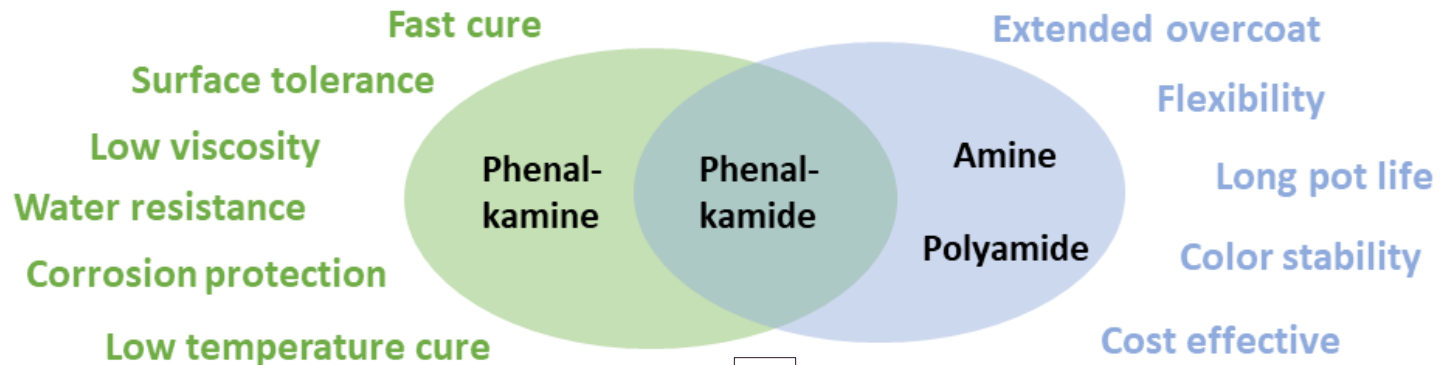 Fast cure
Surface tolerance
Low viscosity
Water resistance
Corrosion protection
Low temperature cure
Phenal-
kamine
Phenal-
kamide
Amine
Polyamide
Extended overcoat
Flexibility
Long pot life
Color stability
Cost effective